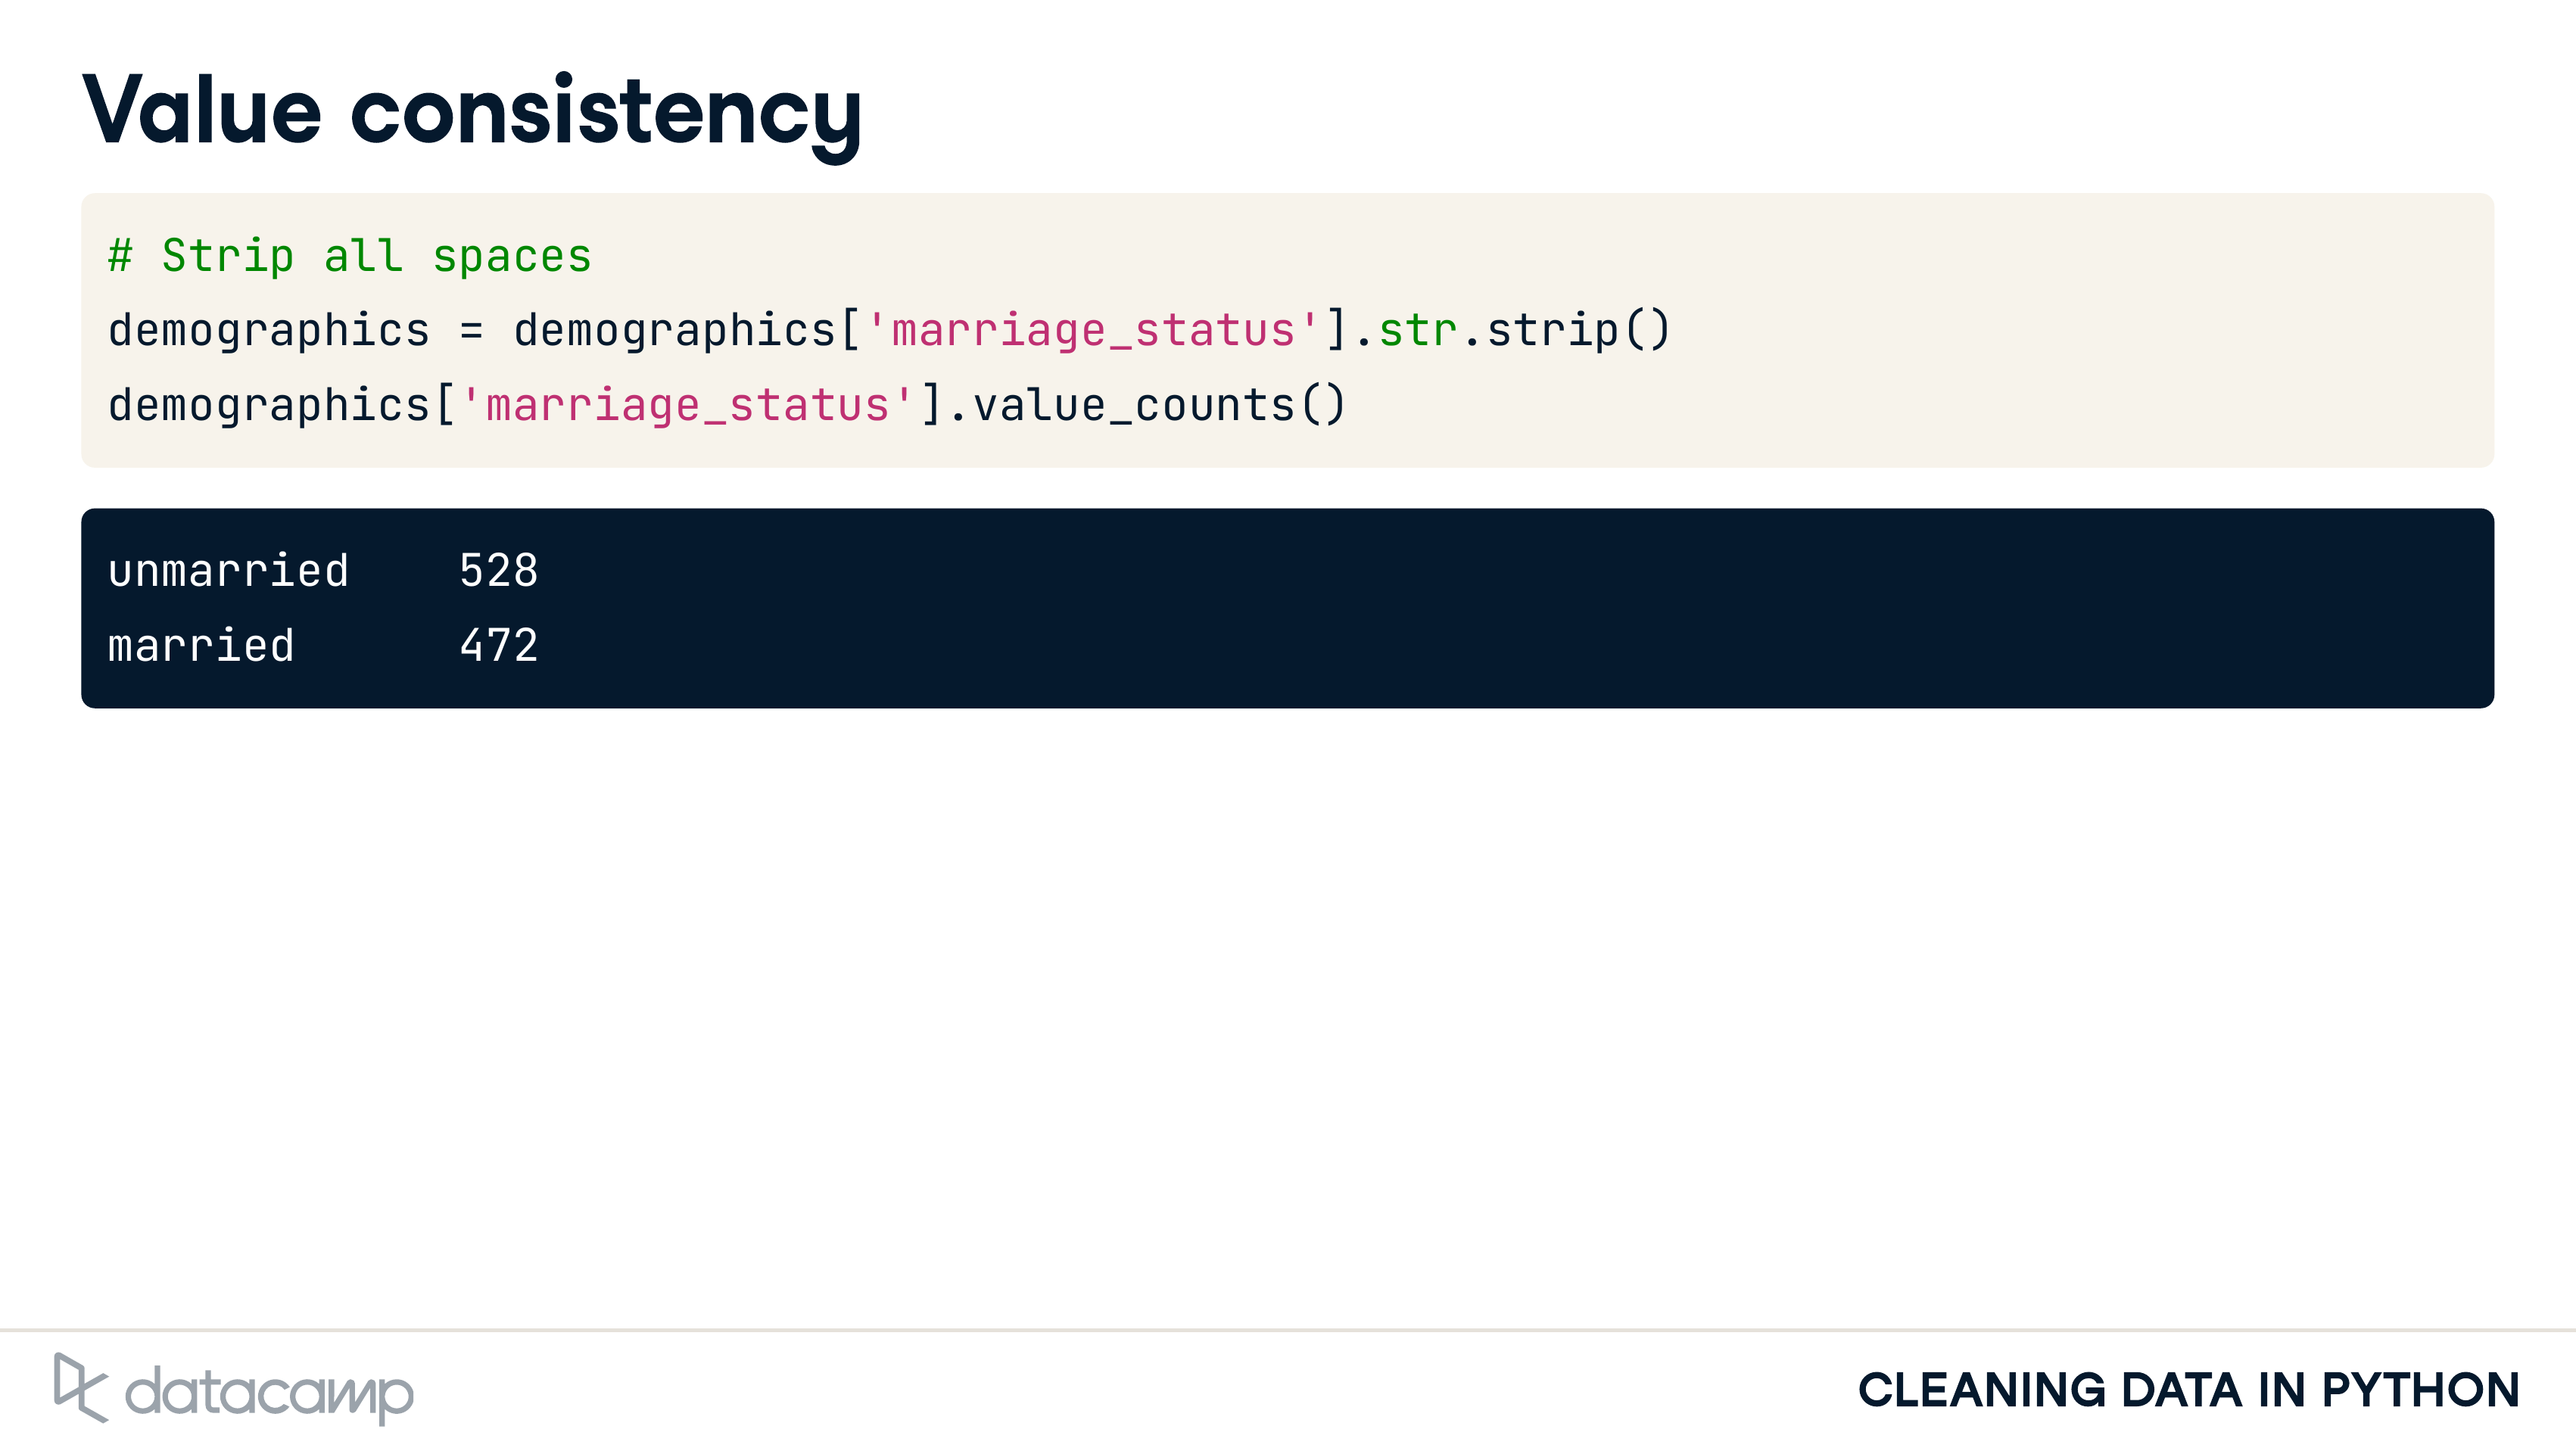 Value consistency
# Strip all spaces
demographics = demographics['marriage_status'].str.strip()
demographics['marriage_status'].value_counts()
unmarried    528
married      472
datacamp
CLEANING DATA IN PYTHON